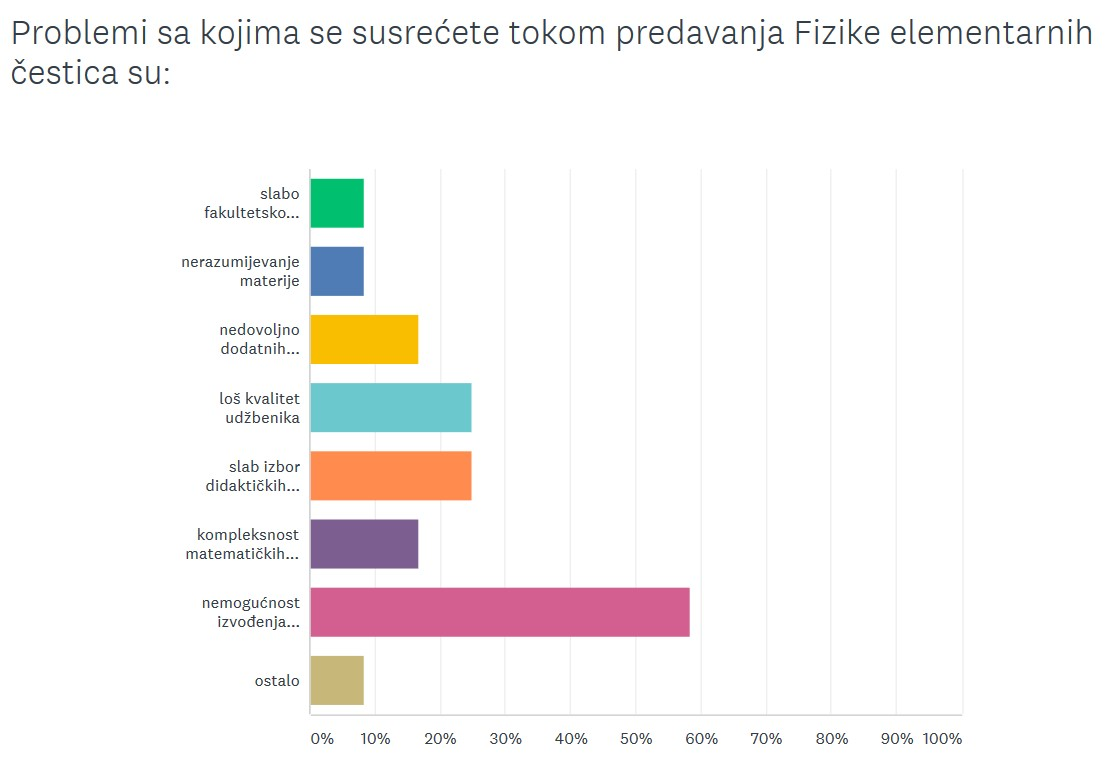 Problemi sa kojima se susrećete tokom predavanja Fizike elementarnih
čestica su:
slabo
fakultetsko...
nerazumijevanje
materije
nedovoljno
dodatnih...
loš kvalitet
udžbenika
slab izbor
didaktičkih...
kompleksnost
matematičkih...
nemogućnost
izvođenja...
ostalo
0% 10% 20% 30% 40% 50% 60% 70% 80% 90% 100%